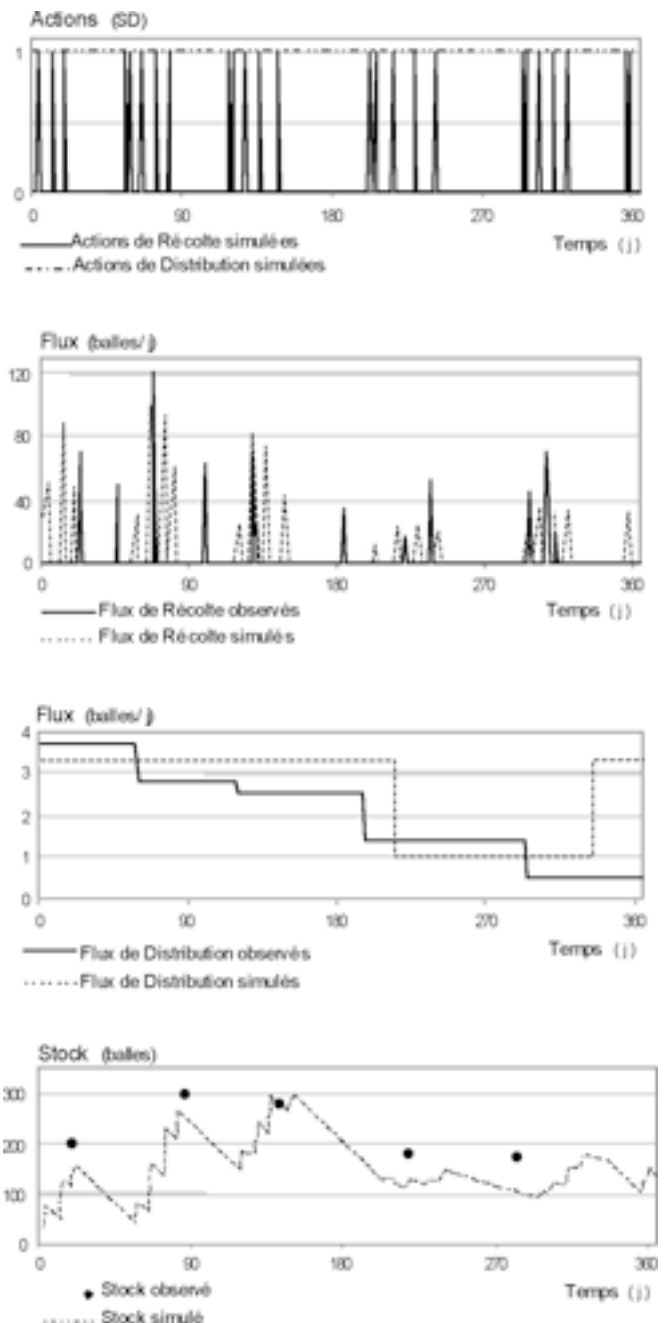 Actions (SD)
1
0
0 90 180 270 360
Actions de Récolte simulées Temps (j)
Actions de Distribution simulées
Flux (balles/j)
120
80
40
0
0 90 180 270 360
Flux de Récolte observés Temps (j)
Flux de Récolte simulés
Flux (balles/j)
4
3
2
1
0
0 90 180 270 360
Flux de Distribution observés Temps (j)
Flux de Distribution simulés
Stock (balles)
300
200
100
0
0 90 180 270 360
Stock observé Temps (j)
Stock simulé